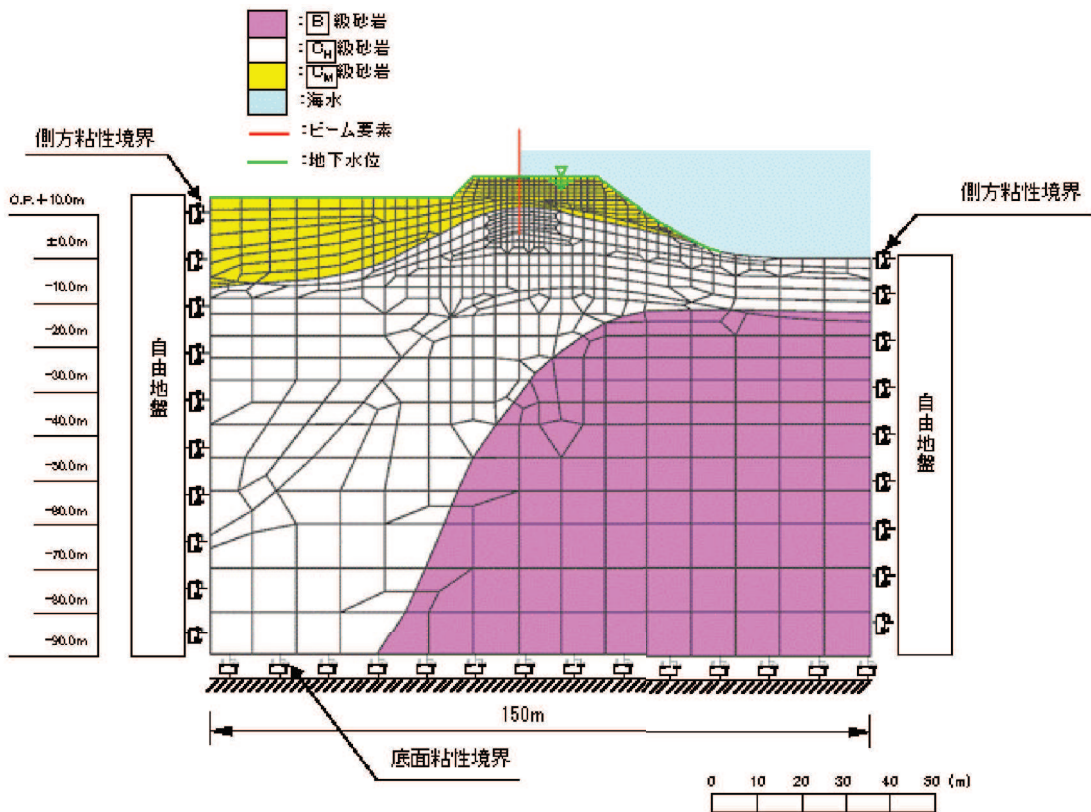 :B級砂岩
:CH級砂岩
:CM級砂岩
:海水
:ビーム要素
:地下水位
側方粘性境界
側方粘性境界
O.P.+10.0m
±0.0m
-10.0m
-20.0m
-30.0m
-40.0m
-50.0m
-60.0m
-70.0m
-80.0m
-90.0m
自由地盤
自由地盤
150m
底面粘性境界
0 10 20 30 40 50 (m)